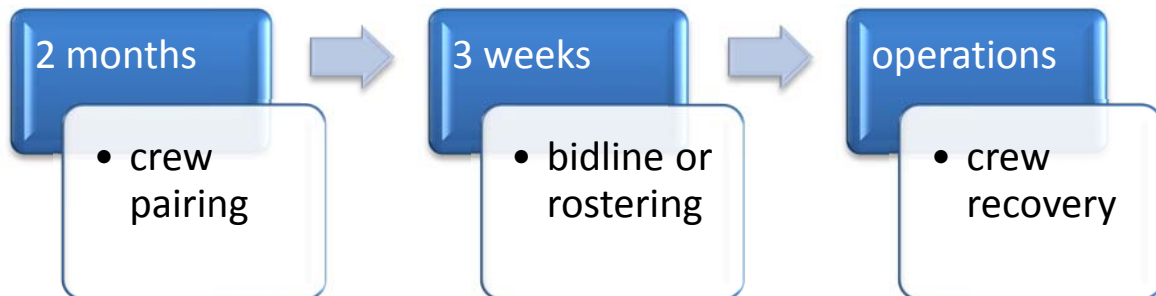 2 months
• crew
pairing
3 weeks
• bidline or
rostering
operations
• crew
recovery